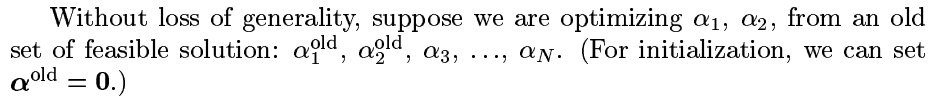 Without loss of generality, suppose we are optimizing α₁, α₂, from an old
set of feasible solution: α₁^old, α₂^old, α₃, ..., α_N. (For initialization, we can set
α^old = 0.)